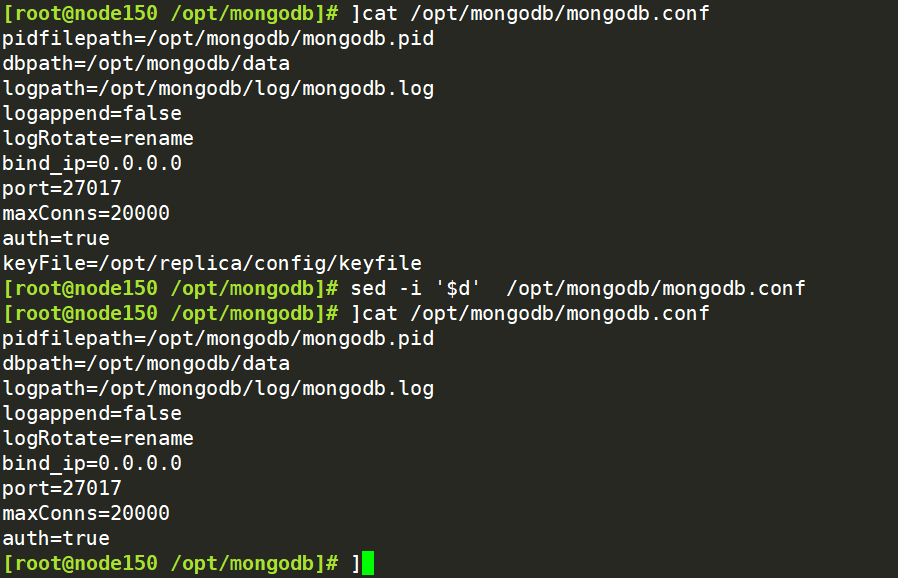 [root@node150 /opt/mongodb]# ]cat /opt/mongodb/mongodb.conf
pidfilepath=/opt/mongodb/mongodb.pid
dbpath=/opt/mongodb/data
logpath=/opt/mongodb/log/mongodb.log
logappend=false
logRotate=rename
bind_ip=0.0.0.0
port=27017
maxConns=20000
auth=true
keyFile=/opt/replica/config/keyfile
[root@node150 /opt/mongodb]# sed -i '$d'  /opt/mongodb/mongodb.conf
[root@node150 /opt/mongodb]# ]cat /opt/mongodb/mongodb.conf
pidfilepath=/opt/mongodb/mongodb.pid
dbpath=/opt/mongodb/data
logpath=/opt/mongodb/log/mongodb.log
logappend=false
logRotate=rename
bind_ip=0.0.0.0
port=27017
maxConns=20000
auth=true
[root@node150 /opt/mongodb]# ]